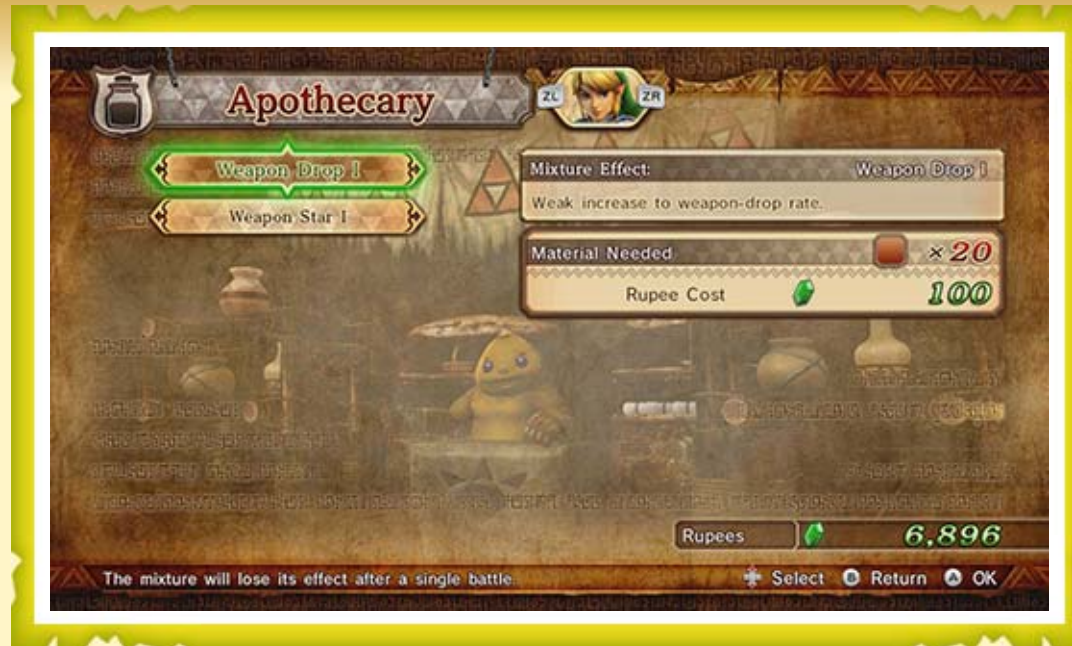 Apothecary
ZL ZR
Weapon Drop I
Weapon Star I
Mixture Effect: Weapon Drop I
Weak increase to weapon-drop rate.
Material Needed ×20
Rupee Cost 100
Rupees 6,896
The mixture will lose its effect after a single battle.
Select B Return A OK